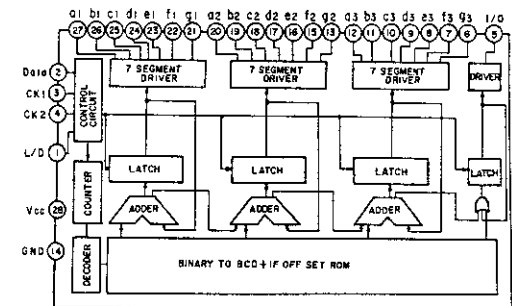 a1 b1 c1 d1 e1 f1 g1 a2 b2 c2 d2 e2 f2 g2 a3 b3 c3 d3 e3 f3 g3 I/O
27 26 25 24 23 22 21 20 19 18 17 16 15 13 12 11 10 9 8 7 6 5
Data 2
CK1 3
CK2 4
L/D 1
Vcc 28
GND 14
CONTROL CIRCUIT
COUNTER
DECODER
7 SEGMENT DRIVER
7 SEGMENT DRIVER
7 SEGMENT DRIVER
DRIVER
LATCH
LATCH
LATCH
LATCH
ADDER
ADDER
ADDER
BINARY TO BCD+IF OFF SET ROM